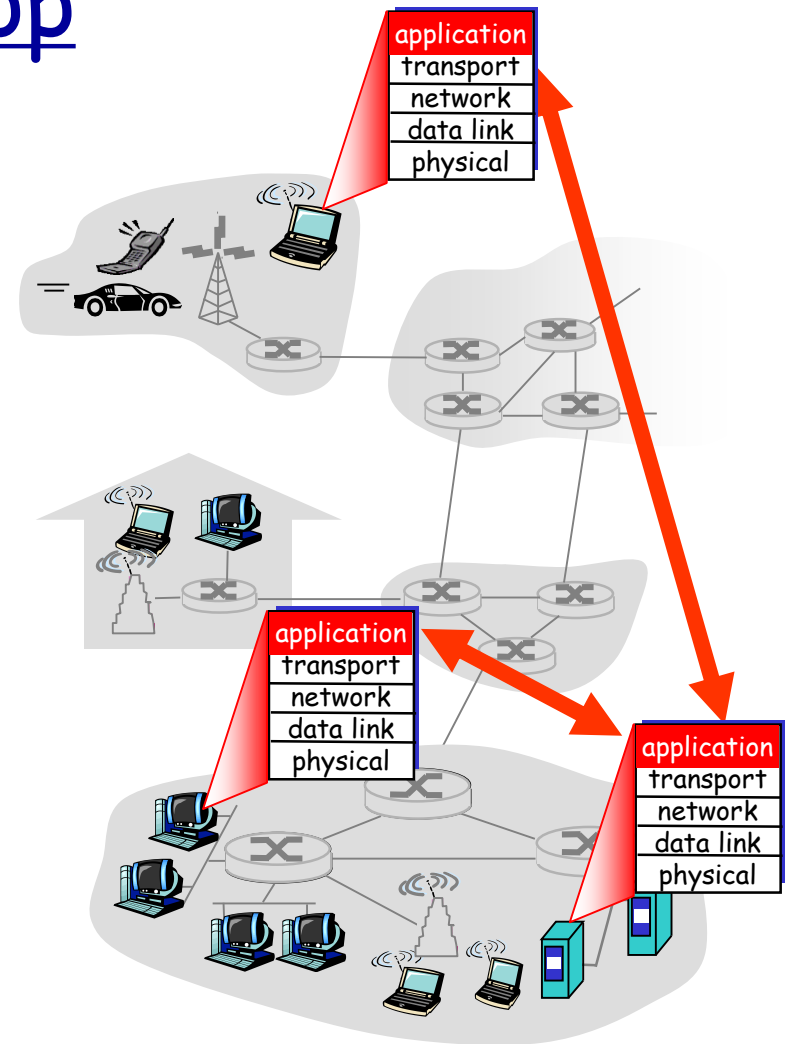 application
transport
network
data link
physical
application
transport
network
data link
physical
application
transport
network
data link
physical